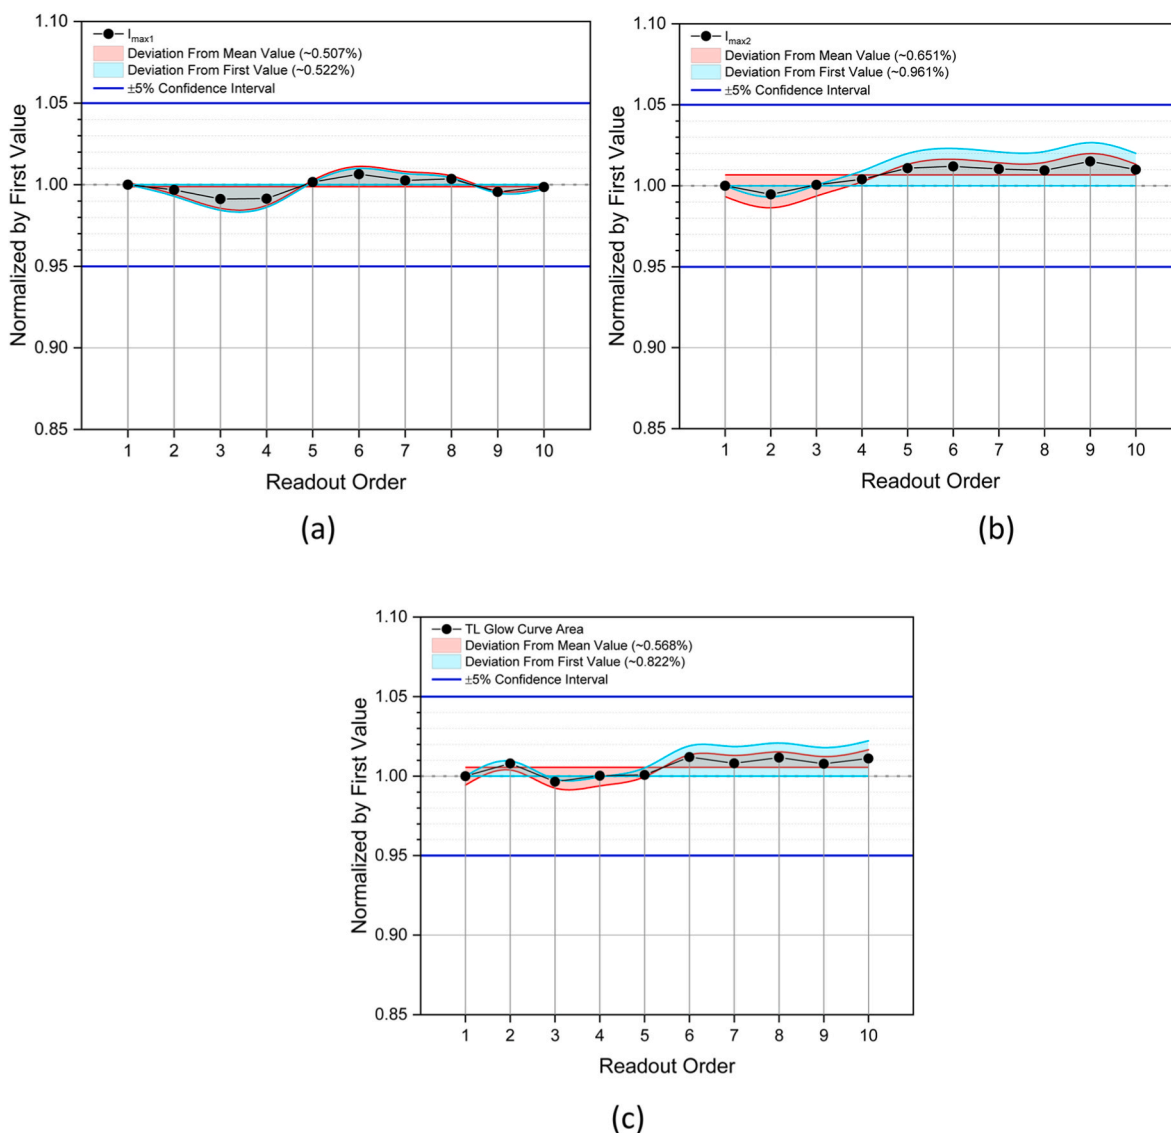 1.10
I_max1
Deviation From Mean Value (~0.507%)
Deviation From First Value (~0.522%)
±5% Confidence Interval
1.05
1.00
0.95
0.90
0.85
Normalized by First Value
1 2 3 4 5 6 7 8 9 10
Readout Order
(a)
1.10
I_max2
Deviation From Mean Value (~0.651%)
Deviation From First Value (~0.961%)
±5% Confidence Interval
1.05
1.00
0.95
0.90
0.85
Normalized by First Value
1 2 3 4 5 6 7 8 9 10
Readout Order
(b)
1.10
TL Glow Curve Area
Deviation From Mean Value (~0.568%)
Deviation From First Value (~0.822%)
±5% Confidence Interval
1.05
1.00
0.95
0.90
0.85
Normalized by First Value
1 2 3 4 5 6 7 8 9 10
Readout Order
(c)